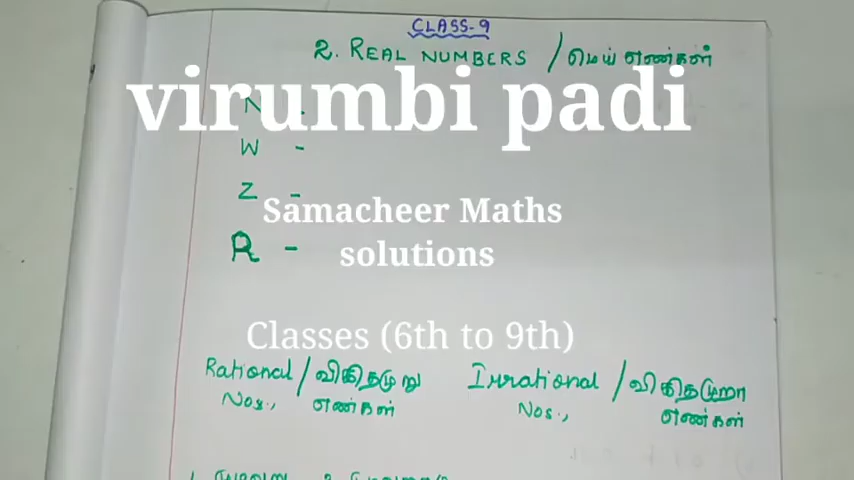 CLASS-9
2. REAL NUMBERS / மெய் எண்கள்
virumbi padi
N -
W -
Z -
Samacheer Maths
solutions
R -
Classes (6th to 9th)
Rational / விகிதமுறு Irrational / விகிதமுறா
Nos., எண்கள் Nos., எண்கள்